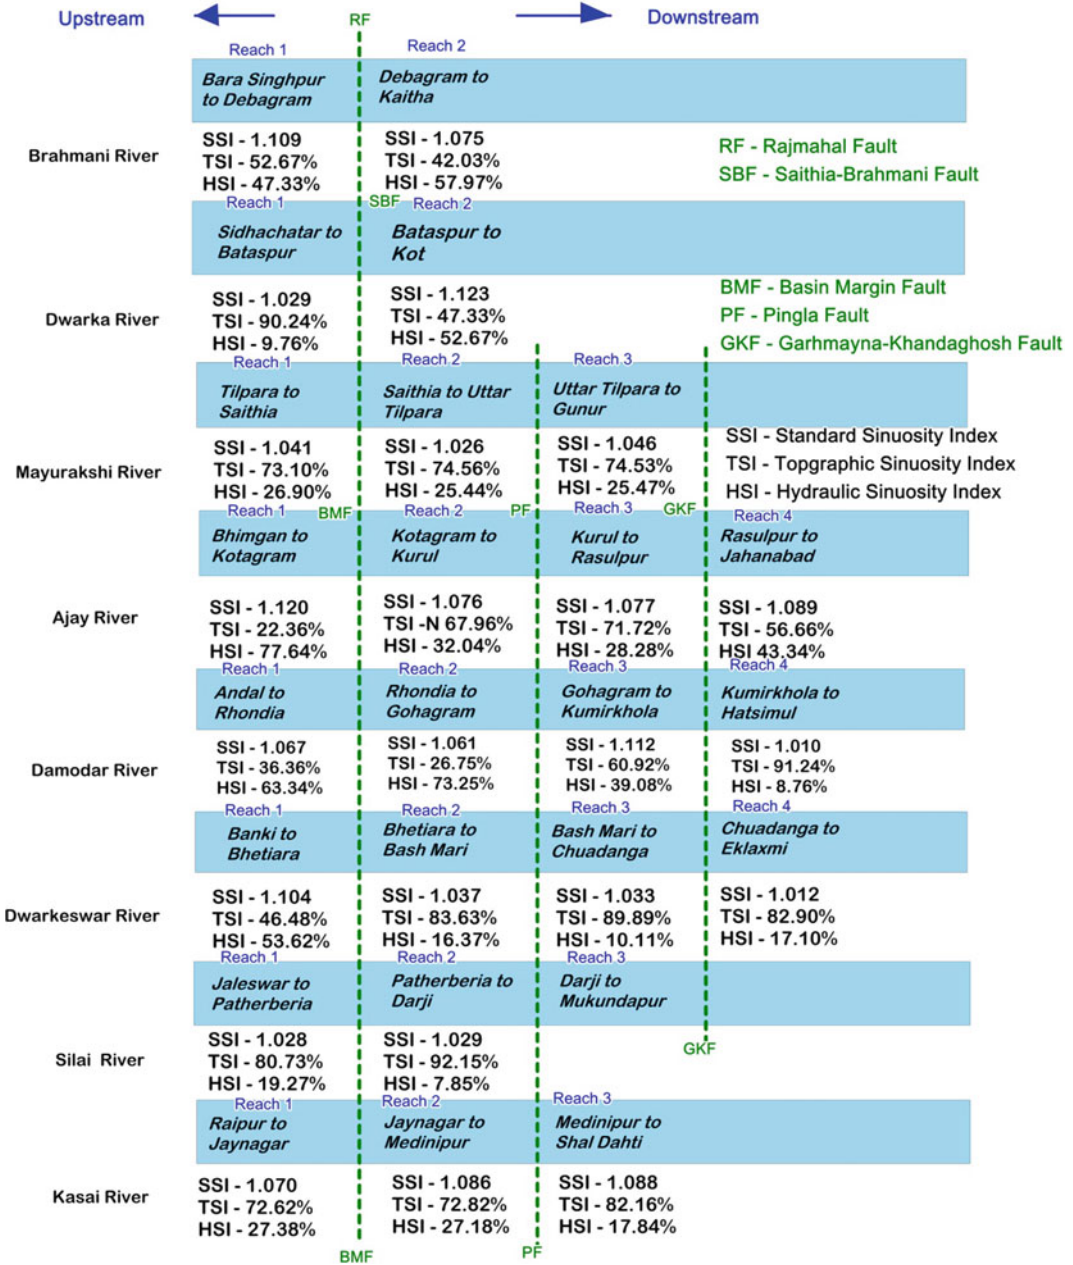 Upstream
Downstream
RF
Reach 1
Reach 2
Bara Singhpur
to Debagram
Debagram to
Kaitha
Brahmani River
SSI - 1.109
TSI - 52.67%
HSI - 47.33%
SSI - 1.075
TSI - 42.03%
HSI - 57.97%
RF - Rajmahal Fault
SBF - Saithia-Brahmani Fault
Reach 1
SBF
Reach 2
Sidhachatar to
Bataspur
Bataspur to
Kot
Dwarka River
SSI - 1.029
TSI - 90.24%
HSI - 9.76%
SSI - 1.123
TSI - 47.33%
HSI - 52.67%
BMF - Basin Margin Fault
PF - Pingla Fault
GKF - Garhmayna-Khandaghosh Fault
Reach 1
Reach 2
Reach 3
Tilpara to
Saithia
Saithia to Uttar
Tilpara
Uttar Tilpara to
Gunur
Mayurakshi River
SSI - 1.041
TSI - 73.10%
HSI - 26.90%
SSI - 1.026
TSI - 74.56%
HSI - 25.44%
SSI - 1.046
TSI - 74.53%
HSI - 25.47%
SSI - Standard Sinuosity Index
TSI - Topgraphic Sinuosity Index
HSI - Hydraulic Sinuosity Index
Reach 1
BMF
Reach 2
PF
Reach 3
GKF
Reach 4
Bhimgan to
Kotagram
Kotagram to
Kurul
Kurul to
Rasulpur
Rasulpur to
Jahanabad
Ajay River
SSI - 1.120
TSI - 22.36%
HSI - 77.64%
SSI - 1.076
TSI -N 67.96%
HSI - 32.04%
SSI - 1.077
TSI - 71.72%
HSI - 28.28%
SSI - 1.089
TSI - 56.66%
HSI 43.34%
Reach 1
Reach 2
Reach 3
Reach 4
Andal to
Rhondia
Rhondia to
Gohagram
Gohagram to
Kumirkhola
Kumirkhola to
Hatsimul
Damodar River
SSI - 1.067
TSI - 36.36%
HSI - 63.34%
SSI - 1.061
TSI - 26.75%
HSI - 73.25%
SSI - 1.112
TSI - 60.92%
HSI - 39.08%
SSI - 1.010
TSI - 91.24%
HSI - 8.76%
Reach 1
Reach 2
Reach 3
Reach 4
Banki to
Bhetiara
Bhetiara to
Bash Mari
Bash Mari to
Chuadanga
Chuadanga to
Eklaxmi
Dwarkeswar River
SSI - 1.104
TSI - 46.48%
HSI - 53.62%
SSI - 1.037
TSI - 83.63%
HSI - 16.37%
SSI - 1.033
TSI - 89.89%
HSI - 10.11%
SSI - 1.012
TSI - 82.90%
HSI - 17.10%
Reach 1
Reach 2
Reach 3
Jaleswar to
Patherberia
Patherberia to
Darji
Darji to
Mukundapur
Silai River
SSI - 1.028
TSI - 80.73%
HSI - 19.27%
SSI - 1.029
TSI - 92.15%
HSI - 7.85%
GKF
Reach 1
Reach 2
Reach 3
Raipur to
Jaynagar
Jaynagar to
Medinipur
Medinipur to
Shal Dahti
Kasai River
SSI - 1.070
TSI - 72.62%
HSI - 27.38%
SSI - 1.086
TSI - 72.82%
HSI - 27.18%
SSI - 1.088
TSI - 82.16%
HSI - 17.84%
BMF
PF